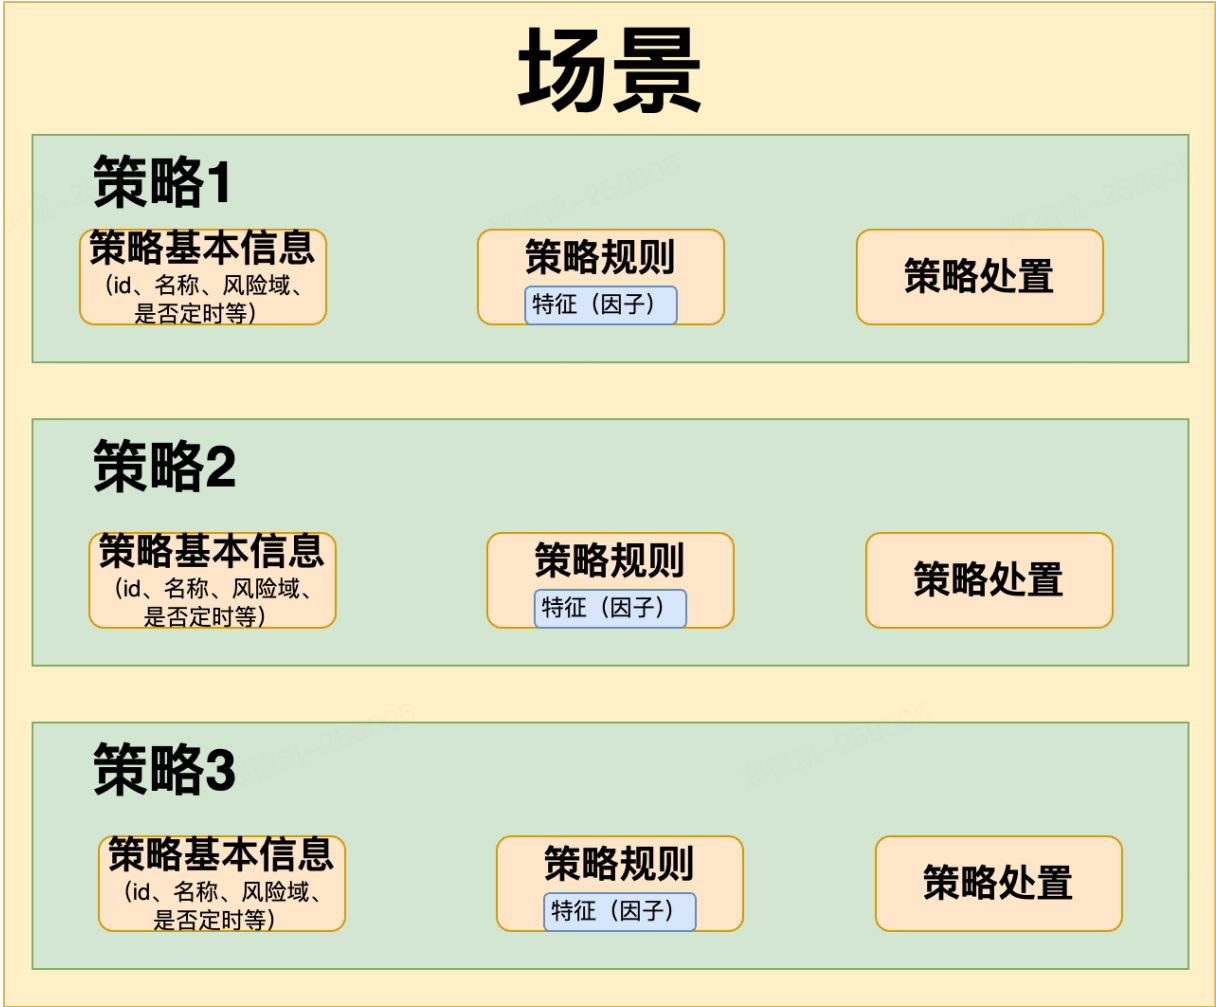 场景
策略1
策略基本信息
（id、名称、风险域、
是否定时等）
策略规则
特征（因子）
策略处置
策略2
策略基本信息
（id、名称、风险域、
是否定时等）
策略规则
特征（因子）
策略处置
策略3
策略基本信息
（id、名称、风险域、
是否定时等）
策略规则
特征（因子）
策略处置